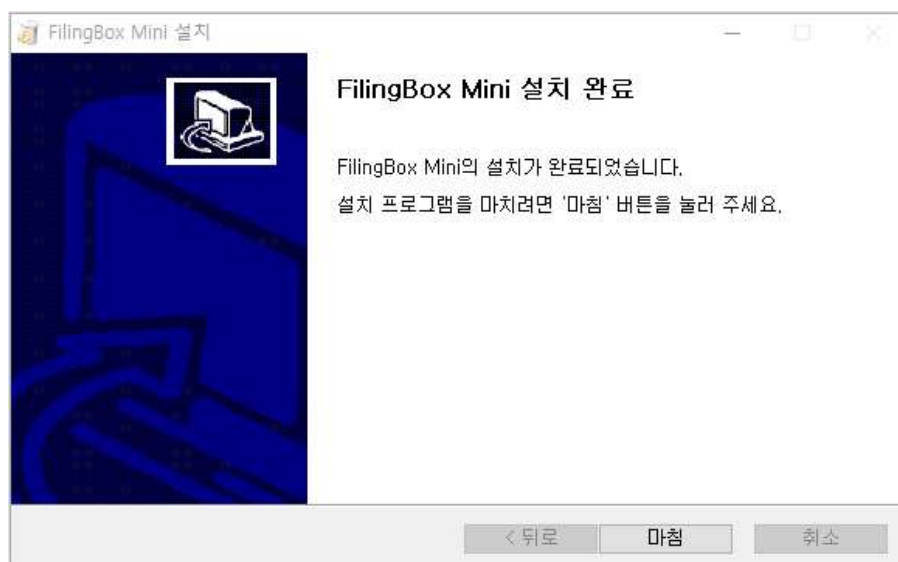 FilingBox Mini 설치
FilingBox Mini 설치 완료
FilingBox Mini의 설치가 완료되었습니다.
설치 프로그램을 마치려면 '마침' 버튼을 눌러 주세요.
< 뒤로
마침
취소